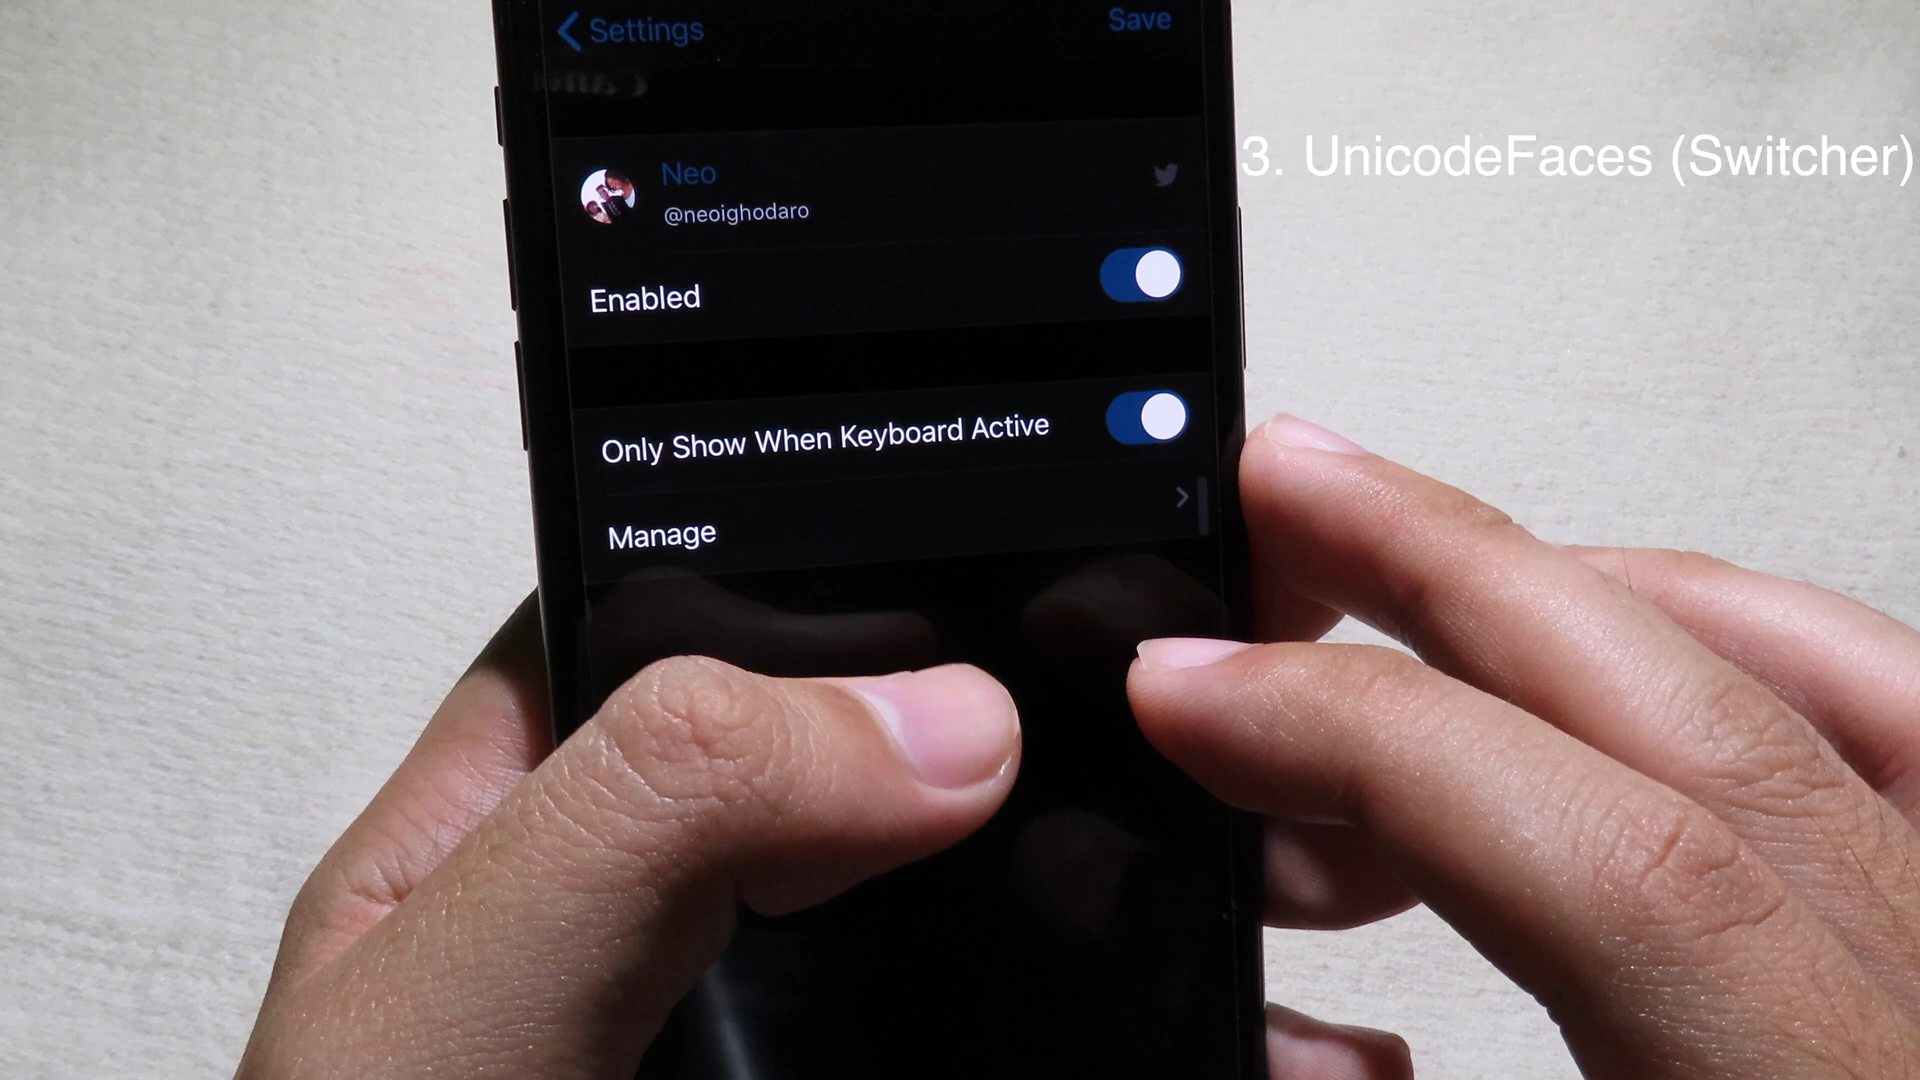 Settings
Save
3. UnicodeFaces (Switcher)
Neo
@neoighodaro
Enabled
Only Show When Keyboard Active
Manage